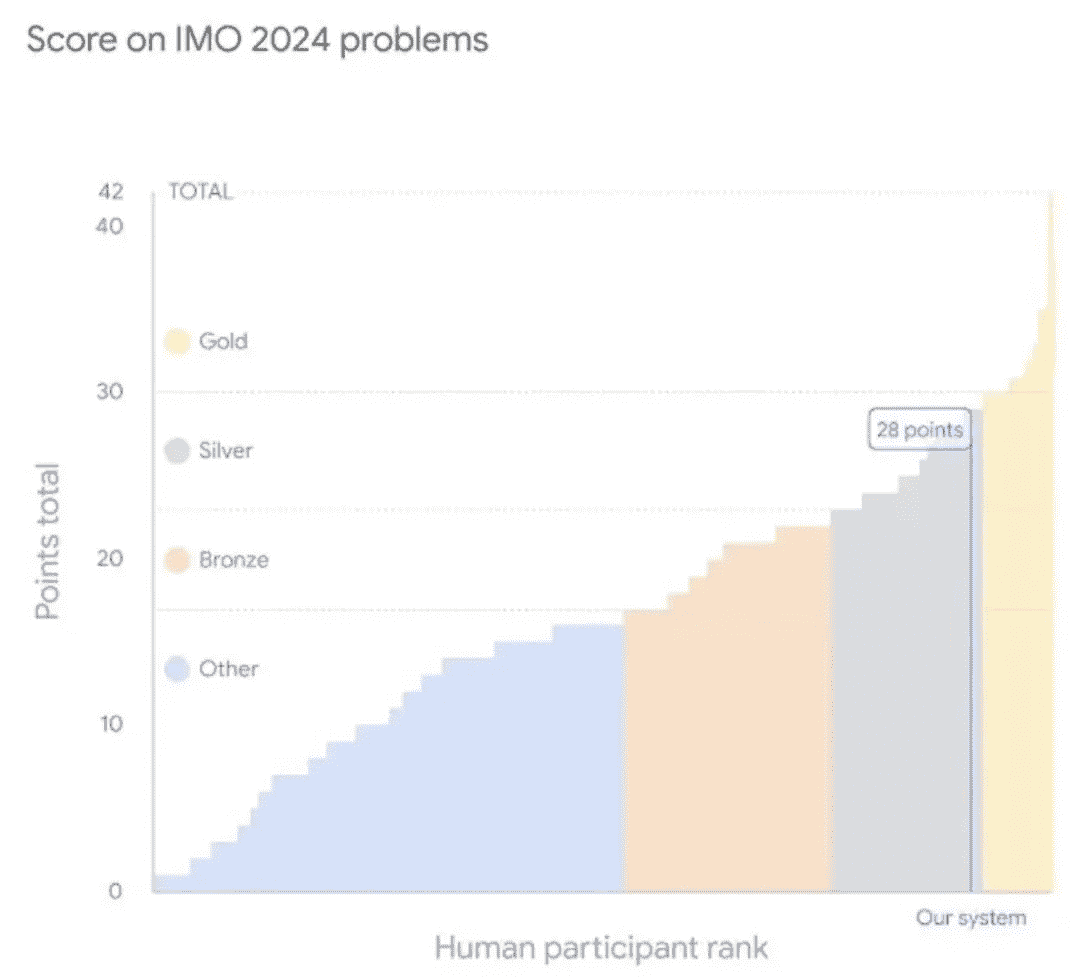 Score on IMO 2024 problems
42
TOTAL
40
Gold
30
28 points
Silver
Points total
20
Bronze
Other
10
0
Our system
Human participant rank